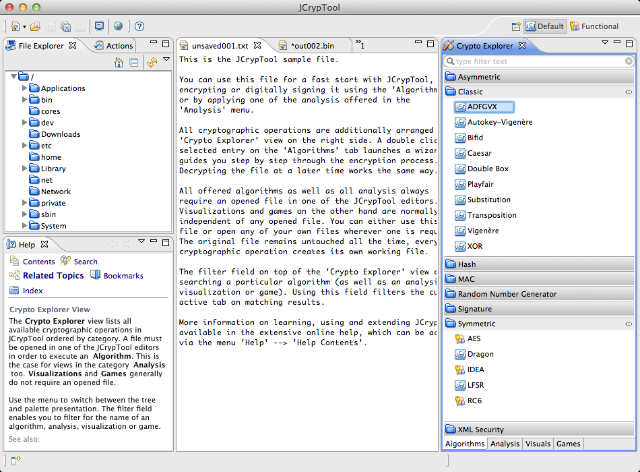 JCrypTool
Default
Functional
File Explorer
Actions
/
Applications
bin
cores
dev
Downloads
etc
home
Library
net
Network
private
sbin
System
Help
Contents
Search
Related Topics
Bookmarks
Index
Crypto Explorer View
The Crypto Explorer view lists all
available cryptographic operations in
JCrypTool ordered by category. A file must
be opened in one of the JCrypTool editors
in order to execute an Algorithm. This is
the case for views in the category Analysis
too. Visualizations and Games generally
do not require an opened file.
Use the menu to switch between the tree
and palette presentation. The filter field
enables you to filter for the name of an
algorithm, analysis, visualization or game.
See also:
unsaved001.txt
*out002.bin
»1
This is the JCrypTool sample file.
You can use this file for a fast start with JCrypTool,
encrypting or digitally signing it using the 'Algorit
or by applying one of the analysis offered in the
'Analysis' menu.
All cryptographic operations are additionally arranged
'Crypto Explorer' view on the right side. A double clic
selected entry on the 'Algorithms' tab launches a wizar
guides you step by step through the encryption process.
Decrypting the file at a later time works the same way.
All offered algorithms as well as all analysis always
require an opened file in one of the JCrypTool editors.
Visualizations and games on the other hand are normally
independent of any opened file. You can either use this
file or open any of your own files wherever one is requ
The original file remains untouched all the time, every
cryptographic operation creates its own working file.
The filter field on top of the 'Crypto Explorer' view
searching a particular algorithm (as well as an analysi
visualization or game). Using this field filters the cu
active tab on matching results.
More information on learning, using and extending JCryp
available in the extensive online help, which can be ac
via the menu 'Help' --> 'Help Contents'.
Crypto Explorer
type filter text
Asymmetric
Classic
ADFGVX
Autokey-Vigenère
Bifid
Caesar
Double Box
Playfair
Substitution
Transposition
Vigenère
XOR
Hash
MAC
Random Number Generator
Signature
Symmetric
AES
Dragon
IDEA
LFSR
RC6
XML Security
Algorithms
Analysis
Visuals
Games